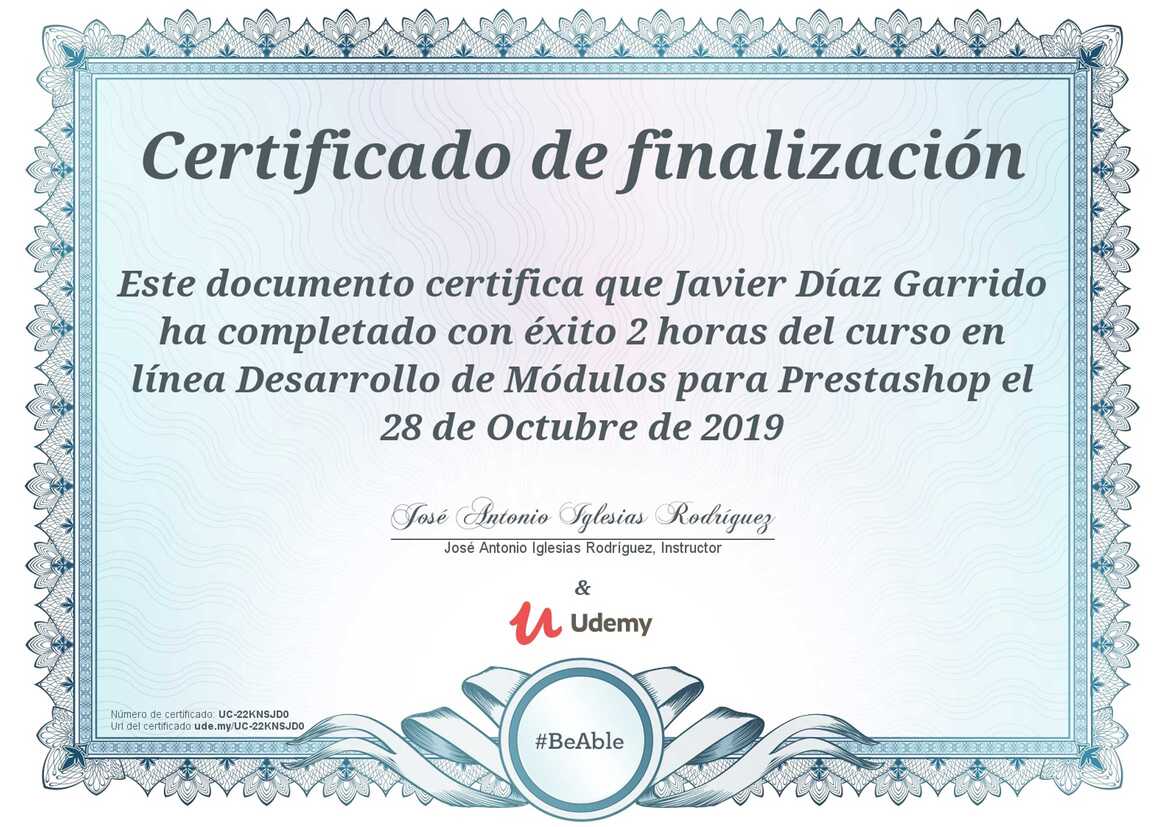 Certificado de finalización
Este documento certifica que Javier Díaz Garrido
ha completado con éxito 2 horas del curso en
línea Desarrollo de Módulos para Prestashop el
28 de Octubre de 2019
José Antonio Iglesias Rodríguez
José Antonio Iglesias Rodríguez, Instructor
&
Udemy
Número de certificado: UC-22KNSJD0
Url del certificado ude.my/UC-22KNSJD0
#BeAble